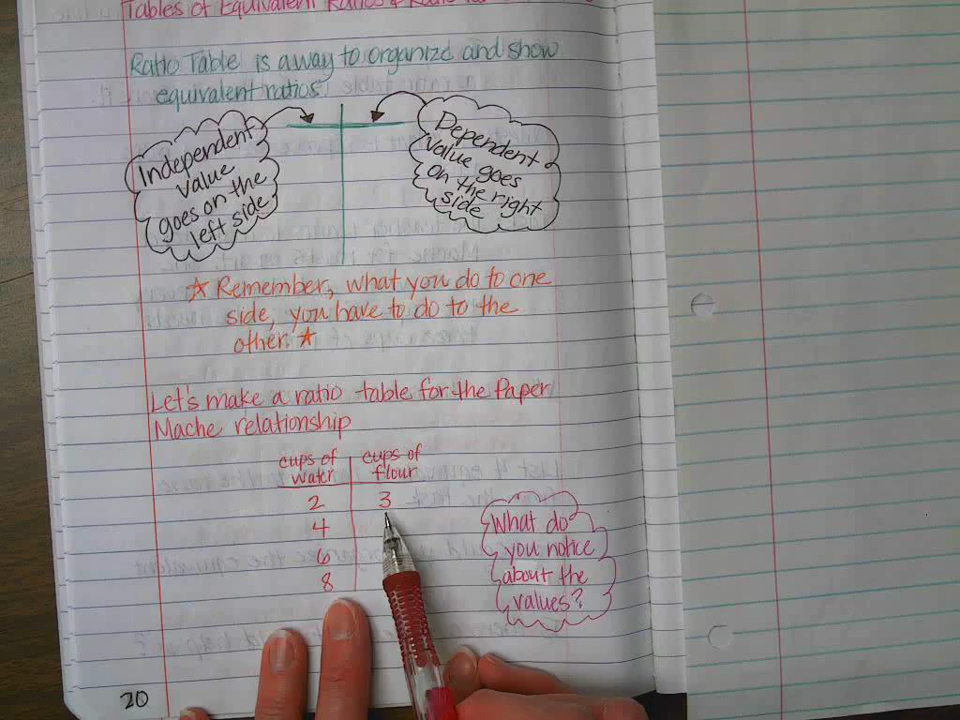 Tables of Equivalent Ratios & Ratio
Ratio Table is a way to organize and show
equivalent ratios.
Independent
value
goes on the
left side
Dependent
value goes
on the right
side
☆ Remember, what you do to one
side, you have to do to the
other. ☆
Let's make a ratio table for the Paper
Mache relationship
cups of water cups of flour
2 3
4
6
8
What do
you notice
about the
values?
20